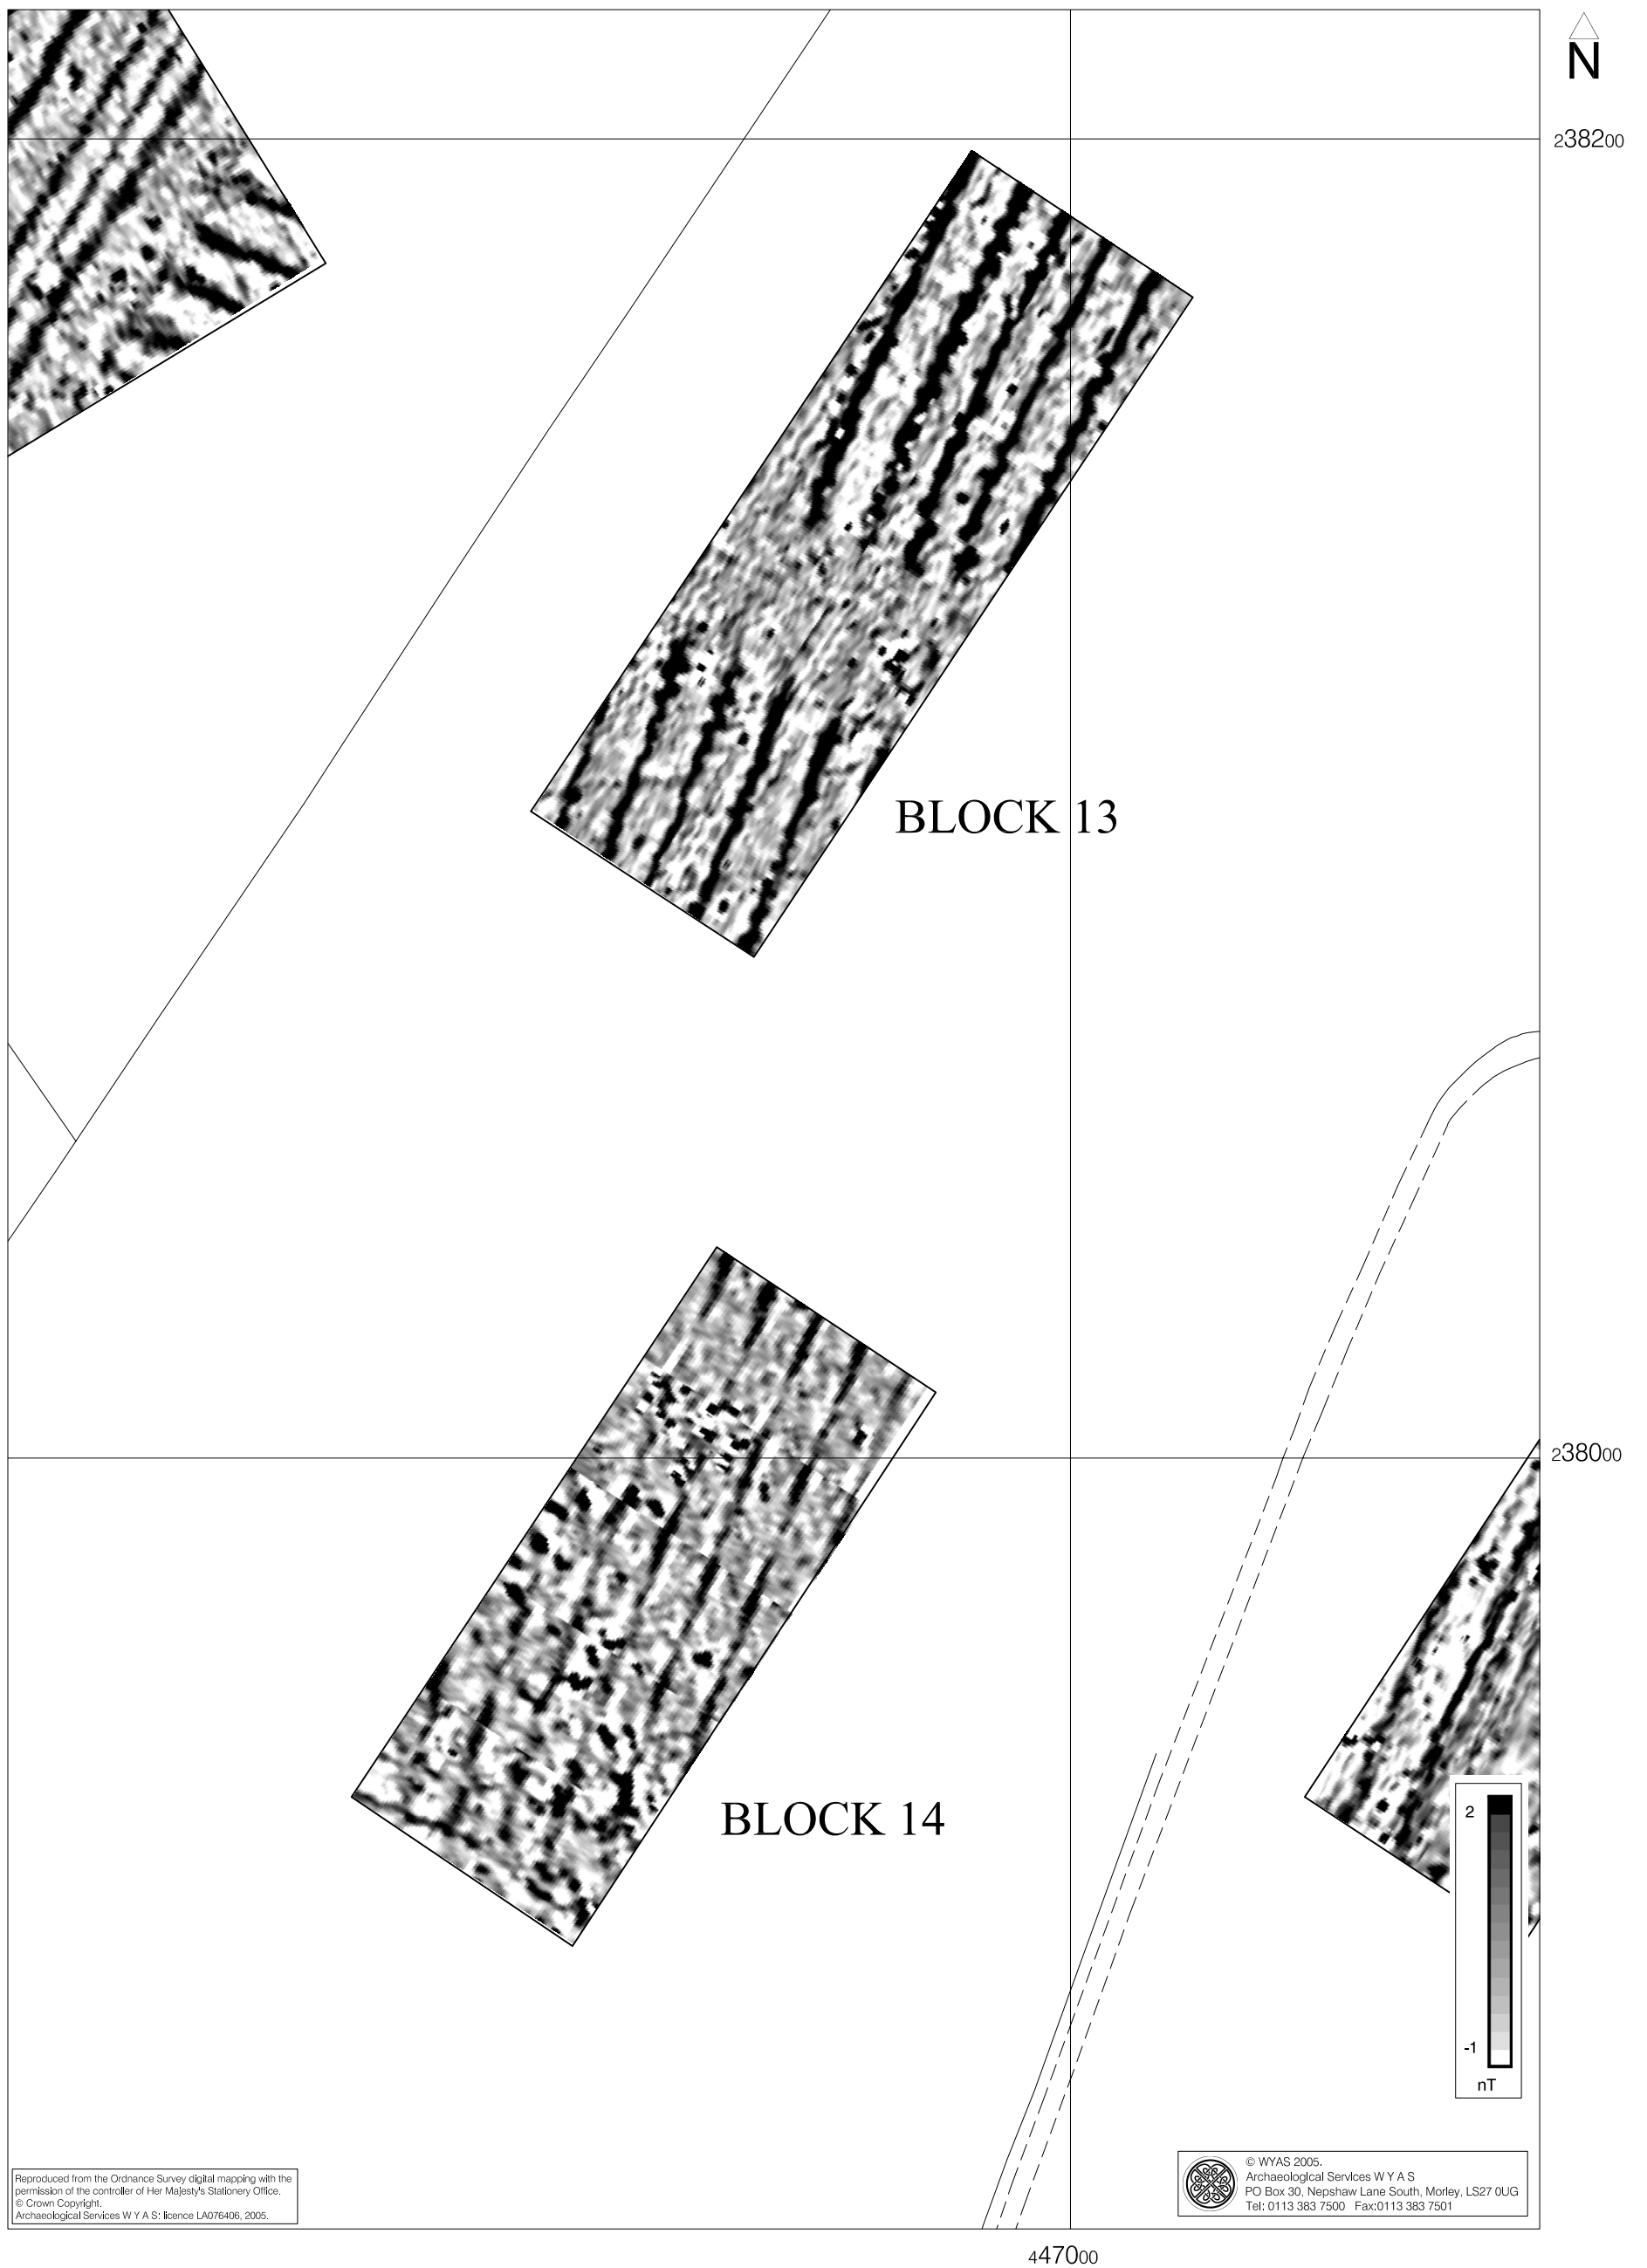 N
238200
BLOCK 13
238000
BLOCK 14
2
-1
nT
Reproduced from the Ordnance Survey digital mapping with the
permission of the controller of Her Majesty's Stationery Office.
© Crown Copyright.
Archaeological Services W Y A S: licence LA076406, 2005.
© WYAS 2005.
Archaeological Services W Y A S
PO Box 30, Nepshaw Lane South, Morley, LS27 0UG
Tel: 0113 383 7500 Fax:0113 383 7501
447000